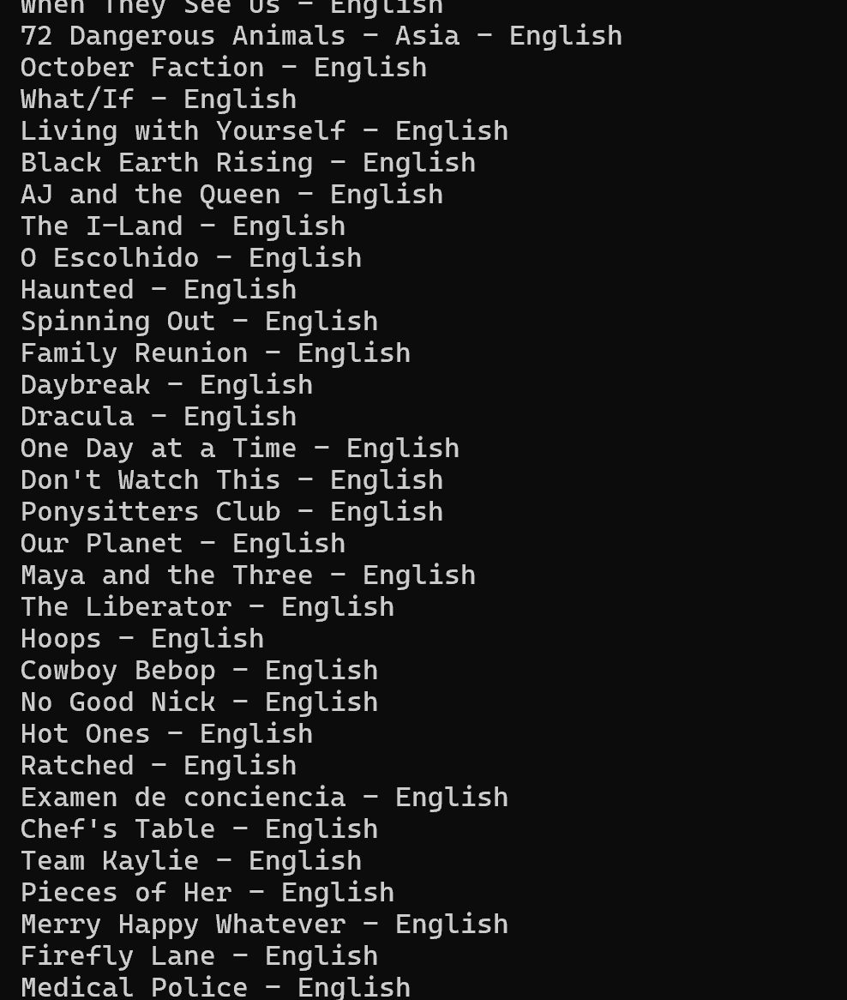 When They See Us - English
72 Dangerous Animals - Asia - English
October Faction - English
What/If - English
Living with Yourself - English
Black Earth Rising - English
AJ and the Queen - English
The I-Land - English
O Escolhido - English
Haunted - English
Spinning Out - English
Family Reunion - English
Daybreak - English
Dracula - English
One Day at a Time - English
Don't Watch This - English
Ponysitters Club - English
Our Planet - English
Maya and the Three - English
The Liberator - English
Hoops - English
Cowboy Bebop - English
No Good Nick - English
Hot Ones - English
Ratched - English
Examen de conciencia - English
Chef's Table - English
Team Kaylie - English
Pieces of Her - English
Merry Happy Whatever - English
Firefly Lane - English
Medical Police - English